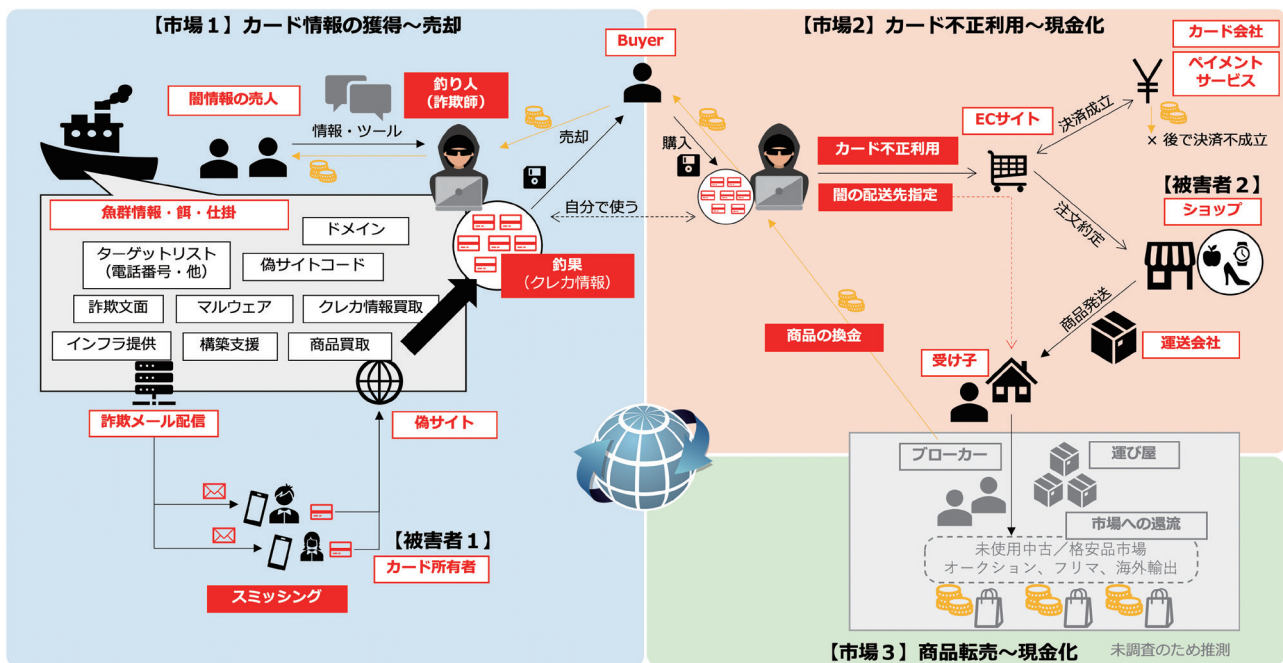 【市場１】カード情報の獲得～売却
闇情報の売人
情報・ツール
釣り人
（詐欺師）
売却
Buyer
魚群情報・餌・仕掛
ドメイン
ターゲットリスト
（電話番号・他）
偽サイトコード
詐欺文面
マルウェア
クレカ情報買取
インフラ提供
構築支援
商品買取
釣果
（クレカ情報）
自分で使う
詐欺メール配信
偽サイト
【被害者１】
カード所有者
スミッシング
【市場2】カード不正利用～現金化
購入
カード不正利用
闇の配送先指定
ECサイト
決済成立
カード会社
ペイメント
サービス
× 後で決済不成立
【被害者２】
ショップ
注文約定
商品発送
運送会社
商品の換金
受け子
ブローカー
運び屋
市場への還流
未使用中古／格安品市場
オークション、フリマ、海外輸出
【市場３】商品転売～現金化
未調査のため推測